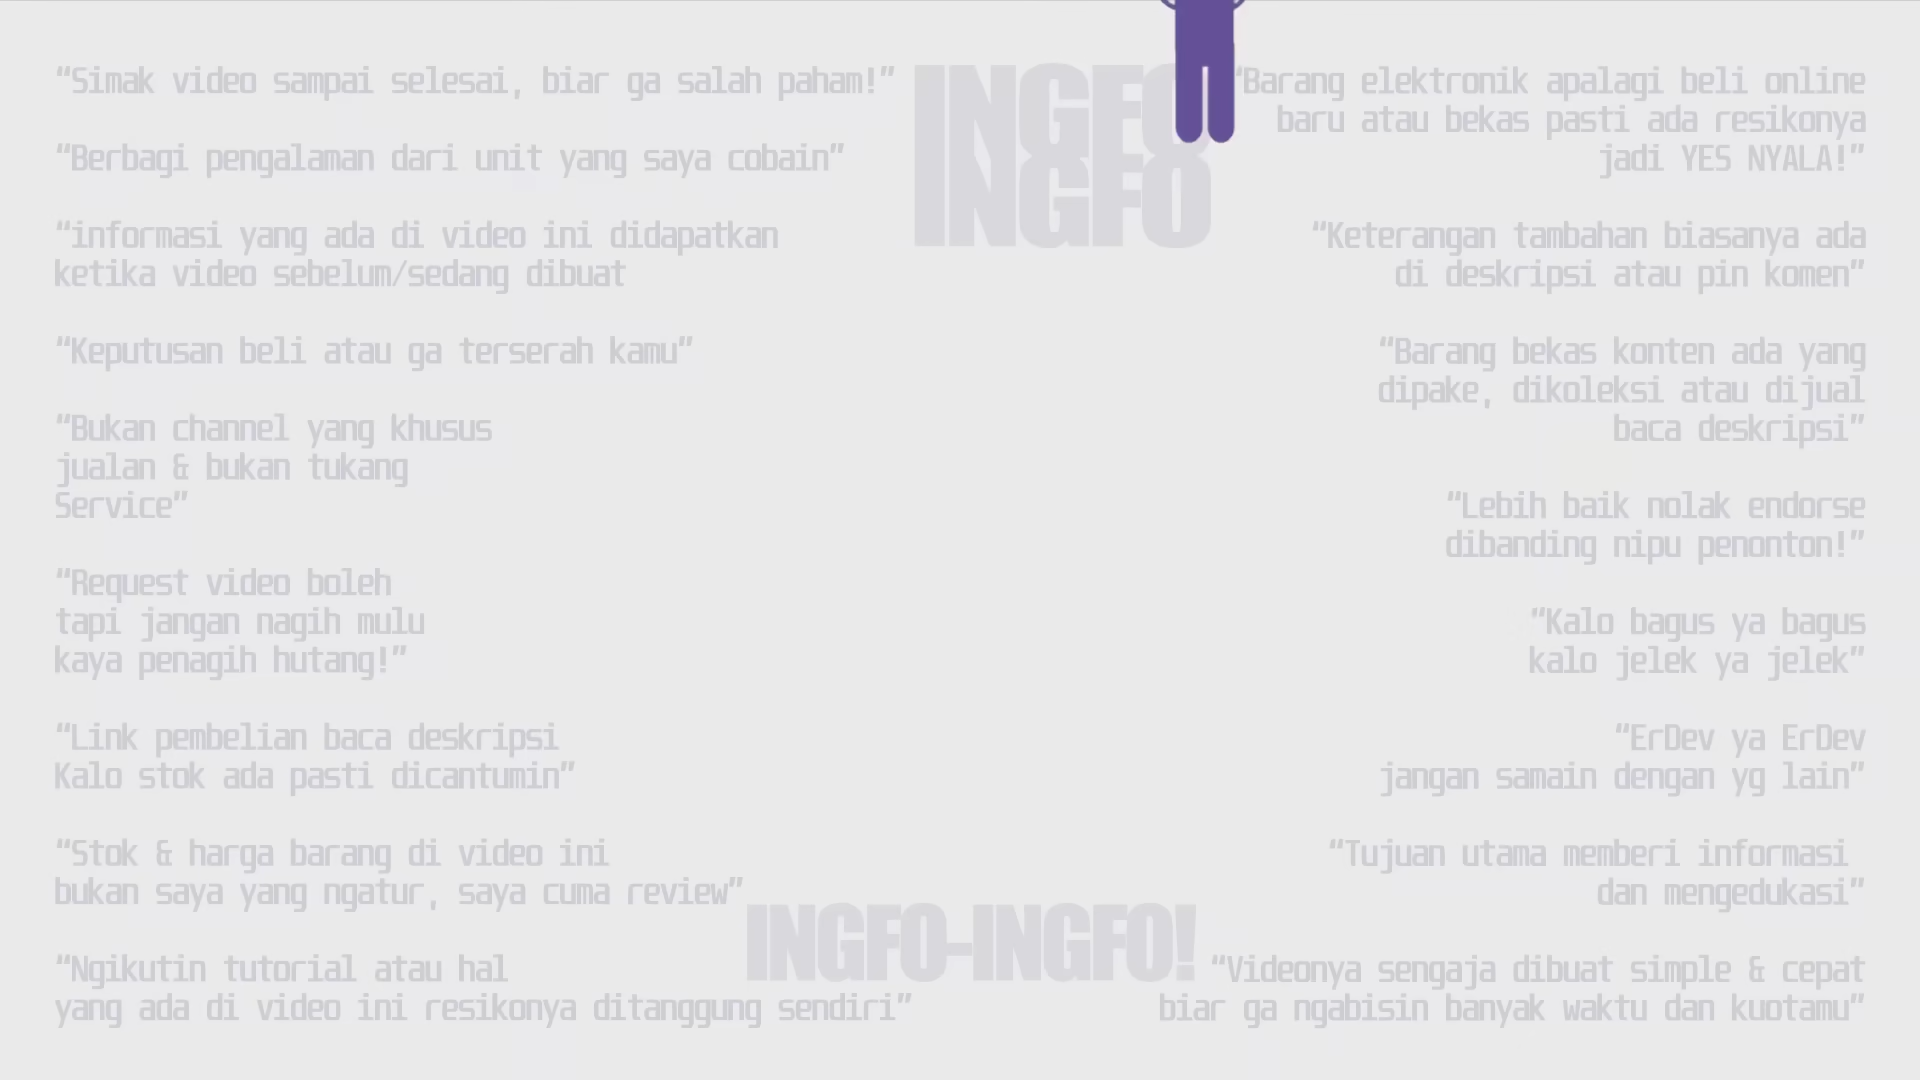 “Simak video sampai selesai, biar ga salah paham!”
“Berbagi pengalaman dari unit yang saya cobain”
“informasi yang ada di video ini didapatkan
ketika video sebelum/sedang dibuat
“Keputusan beli atau ga terserah kamu”
“Bukan channel yang khusus
jualan & bukan tukang
Service”
“Request video boleh
tapi jangan nagih mulu
kaya penagih hutang!”
“Link pembelian baca deskripsi
Kalo stok ada pasti dicantumin”
“Stok & harga barang di video ini
bukan saya yang ngatur, saya cuma review”
“Ngikutin tutorial atau hal
yang ada di video ini resikonya ditanggung sendiri”
INGFO
INGFO
INGFO-INGFO!
“Barang elektronik apalagi beli online
baru atau bekas pasti ada resikonya
jadi YES NYALA!”
“Keterangan tambahan biasanya ada
di deskripsi atau pin komen”
“Barang bekas konten ada yang
dipake, dikoleksi atau dijual
baca deskripsi”
“Lebih baik nolak endorse
dibanding nipu penonton!”
“Kalo bagus ya bagus
kalo jelek ya jelek”
“ErDev ya ErDev
jangan samain dengan yg lain”
“Tujuan utama memberi informasi
dan mengedukasi”
“Videonya sengaja dibuat simple & cepat
biar ga ngabisin banyak waktu dan kuotamu”